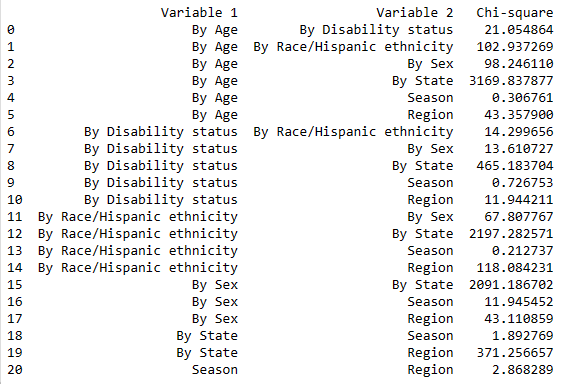 Variable 1 Variable 2 Chi-square
0 By Age By Disability status 21.054864
1 By Age By Race/Hispanic ethnicity 102.937269
2 By Age By Sex 98.246110
3 By Age By State 3169.837877
4 By Age Season 0.306761
5 By Age Region 43.357900
6 By Disability status By Race/Hispanic ethnicity 14.299656
7 By Disability status By Sex 13.610727
8 By Disability status By State 465.183704
9 By Disability status Season 0.726753
10 By Disability status Region 11.944211
11 By Race/Hispanic ethnicity By Sex 67.807767
12 By Race/Hispanic ethnicity By State 2197.282571
13 By Race/Hispanic ethnicity Season 0.212737
14 By Race/Hispanic ethnicity Region 118.084231
15 By Sex By State 2091.186702
16 By Sex Season 11.945452
17 By Sex Region 43.110859
18 By State Season 1.892769
19 By State Region 371.256657
20 Season Region 2.868289